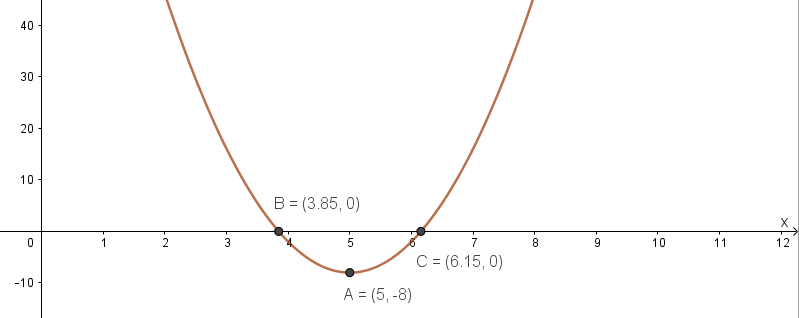 40
30
20
10
B = (3.85, 0)
x
0 1 2 3 4 5 6 7 8 9 10 11 12
C = (6.15, 0)
-10
A = (5, -8)